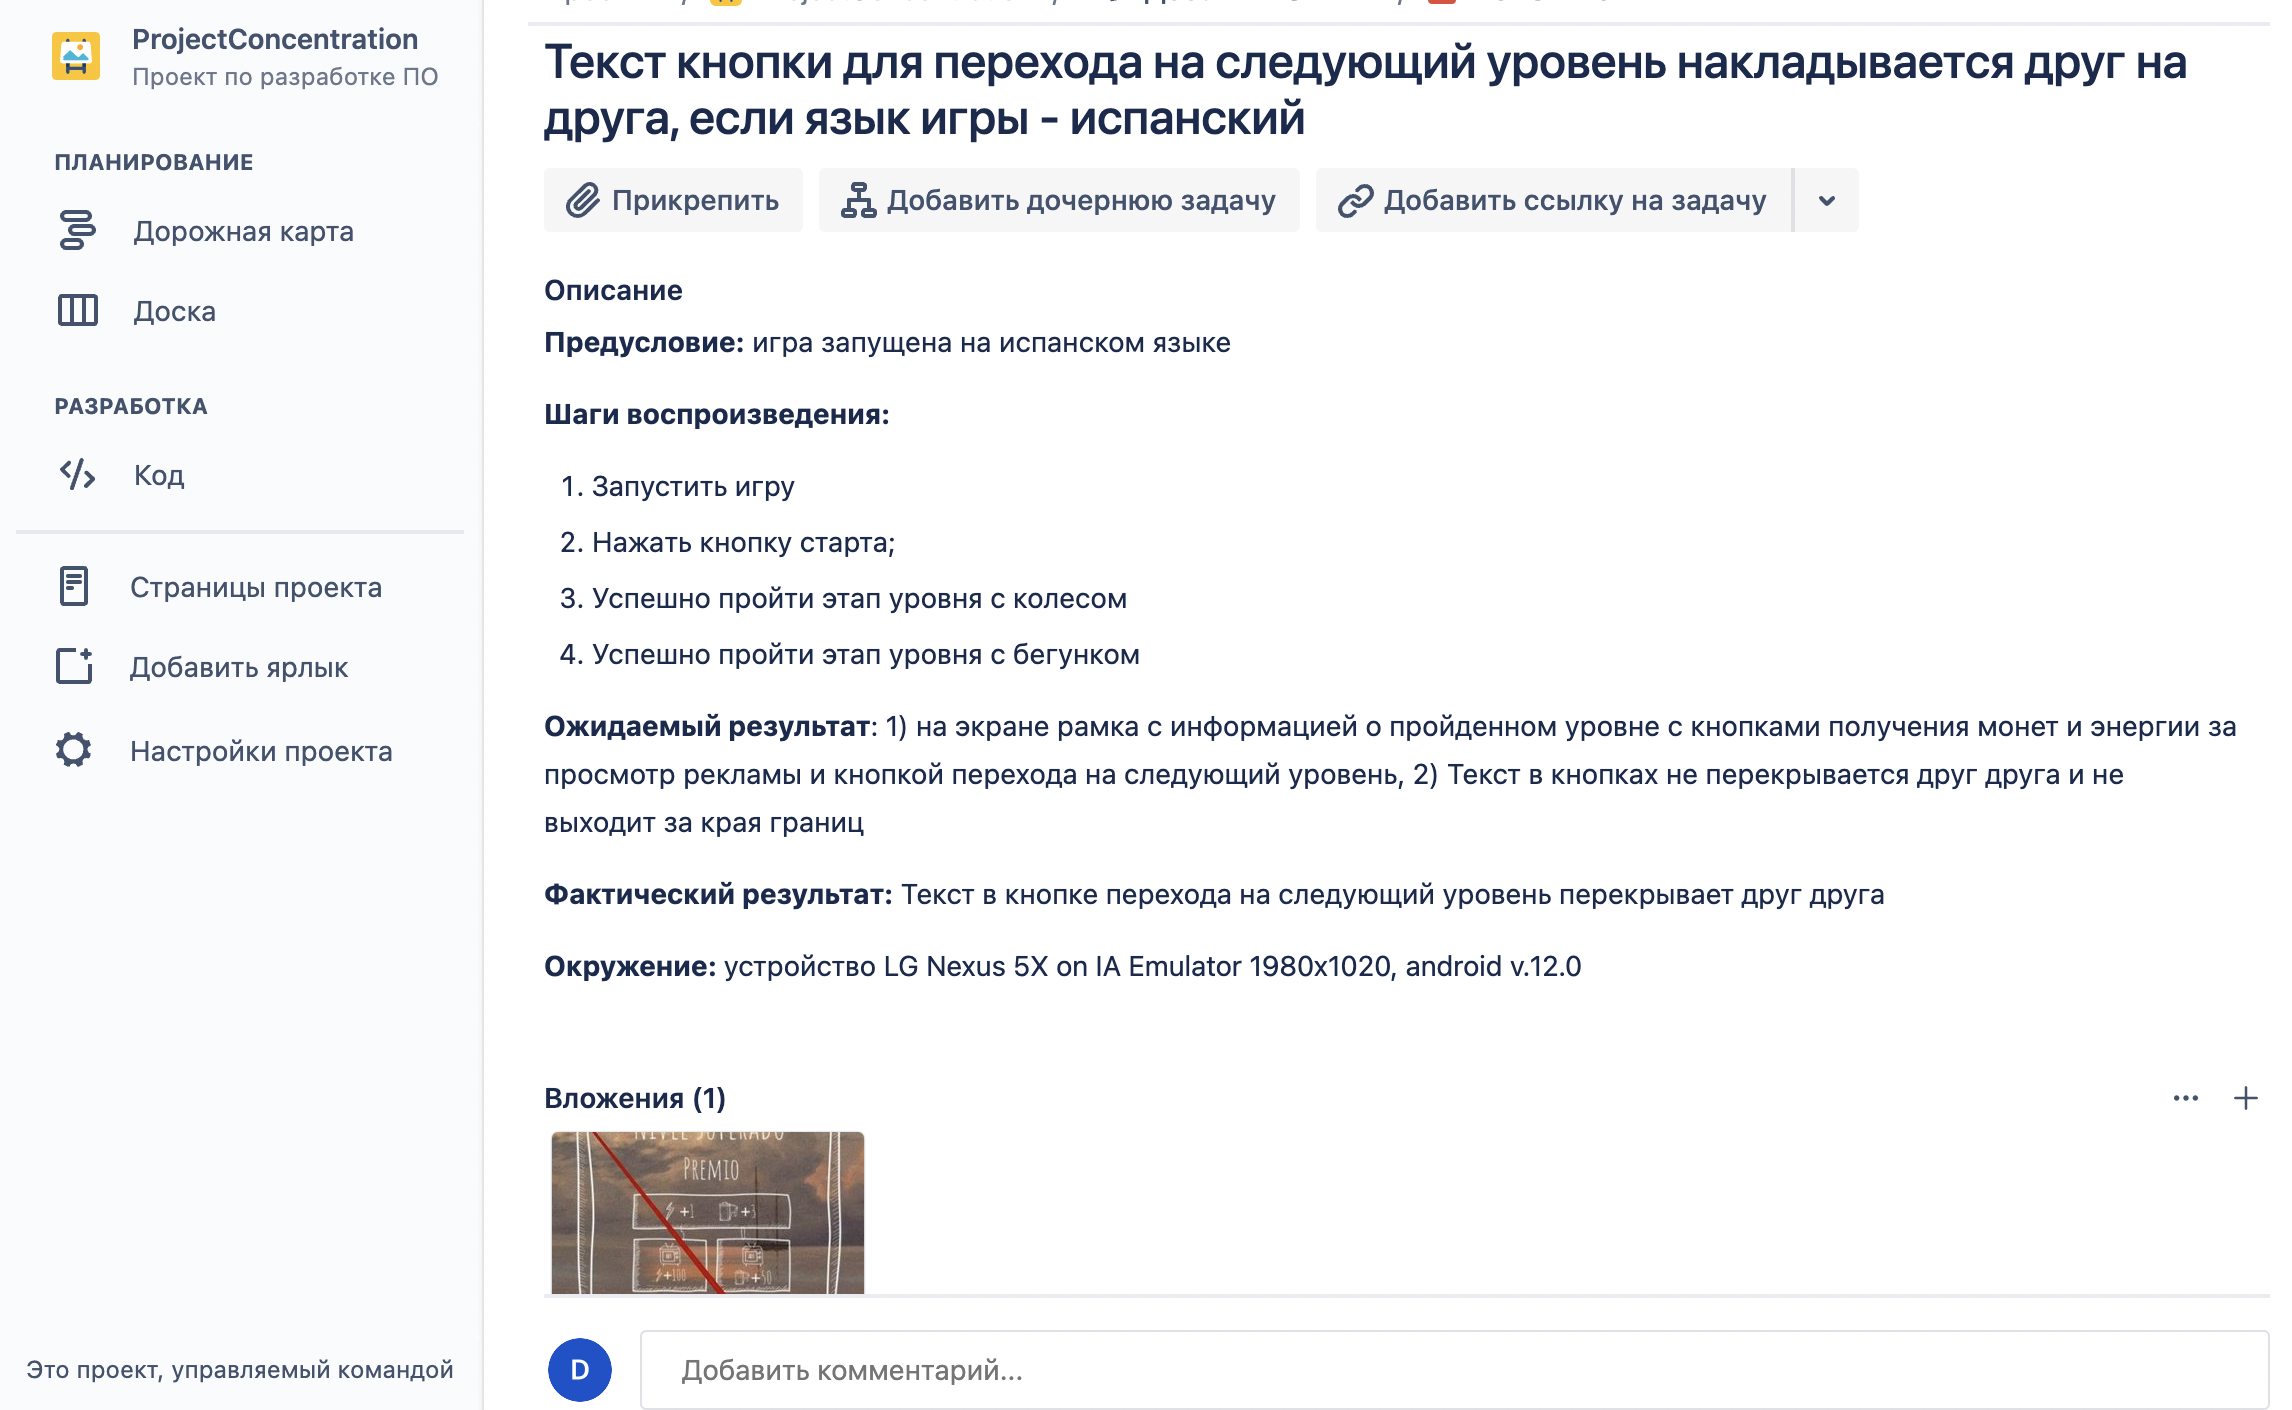 ProjectConcentration
Проект по разработке ПО
ПЛАНИРОВАНИЕ
Дорожная карта
Доска
РАЗРАБОТКА
Код
Страницы проекта
Добавить ярлык
Настройки проекта
Это проект, управляемый командой
Текст кнопки для перехода на следующий уровень накладывается друг на
друга, если язык игры - испанский
Прикрепить
Добавить дочернюю задачу
Добавить ссылку на задачу
Описание
Предусловие: игра запущена на испанском языке
Шаги воспроизведения:
1. Запустить игру
2. Нажать кнопку старта;
3. Успешно пройти этап уровня с колесом
4. Успешно пройти этап уровня с бегунком
Ожидаемый результат: 1) на экране рамка с информацией о пройденном уровне с кнопками получения монет и энергии за
просмотр рекламы и кнопкой перехода на следующий уровень, 2) Текст в кнопках не перекрывается друг друга и не
выходит за края границ
Фактический результат: Текст в кнопке перехода на следующий уровень перекрывает друг друга
Окружение: устройство LG Nexus 5X on IA Emulator 1980x1020, android v.12.0
Вложения (1)
NIVEL SUPERADO
PREMIO
+1 +3
+100 +50
D
Добавить комментарий...